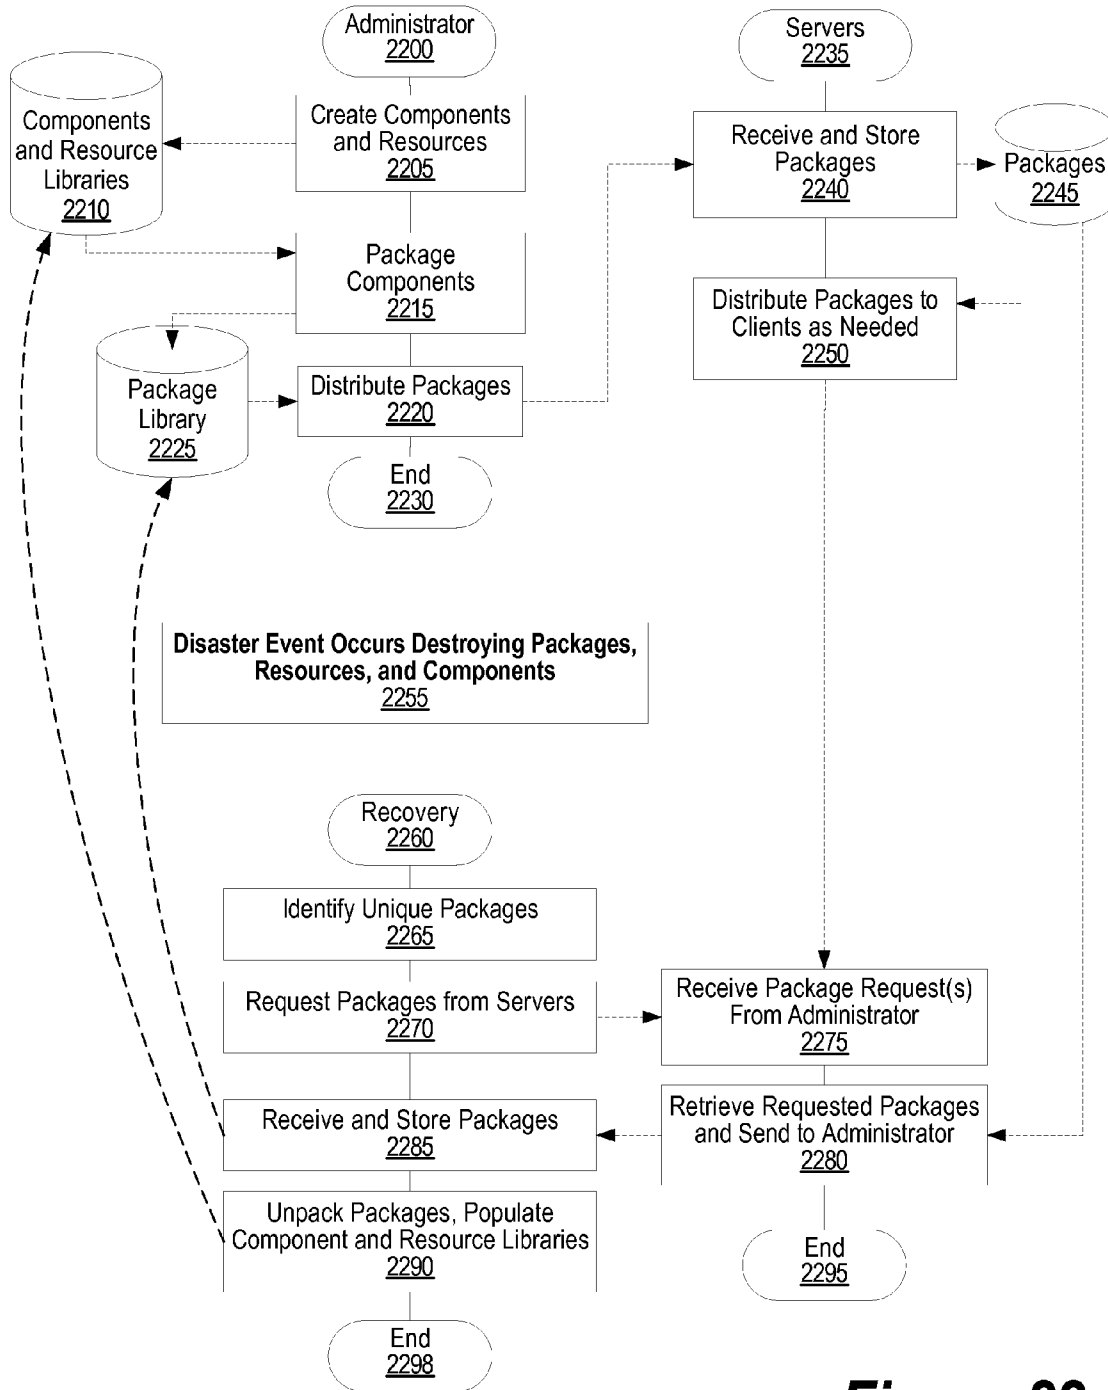 Administrator
2200
Servers
2235
Components
and Resource
Libraries
2210
Create Components
and Resources
2205
Receive and Store
Packages
2240
Packages
2245
Package
Components
2215
Distribute Packages to
Clients as Needed
2250
Package
Library
2225
Distribute Packages
2220
End
2230
Disaster Event Occurs Destroying Packages,
Resources, and Components
2255
Recovery
2260
Identify Unique Packages
2265
Request Packages from Servers
2270
Receive Package Request(s)
From Administrator
2275
Receive and Store Packages
2285
Retrieve Requested Packages
and Send to Administrator
2280
Unpack Packages, Populate
Component and Resource Libraries
2290
End
2295
End
2298